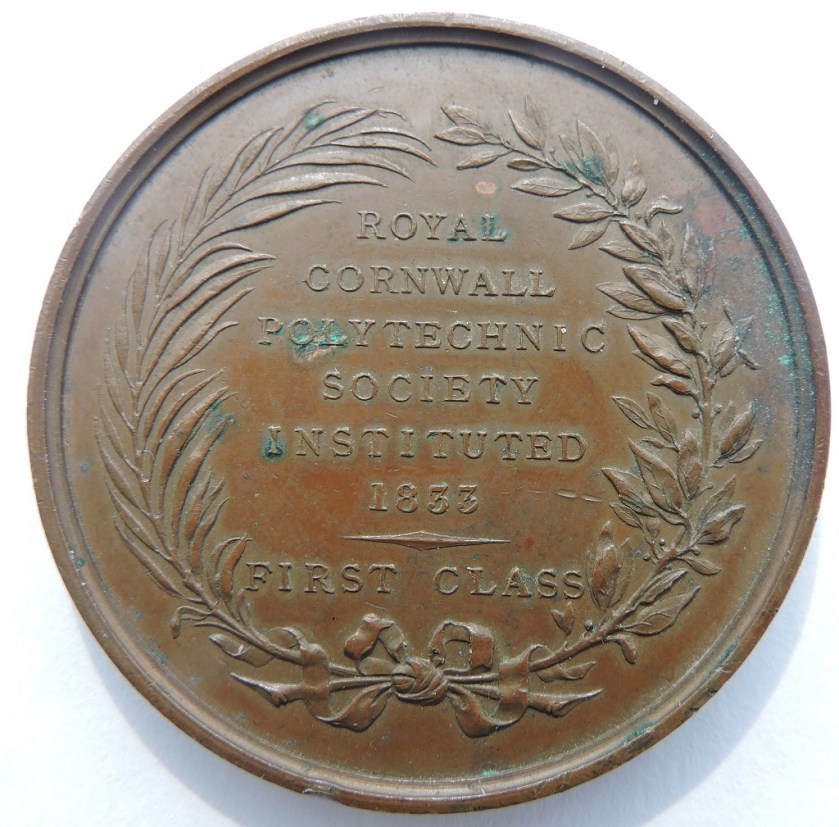 ROYAL
CORNWALL
POLYTECHNIC
SOCIETY
INSTITUTED
1833
FIRST CLASS